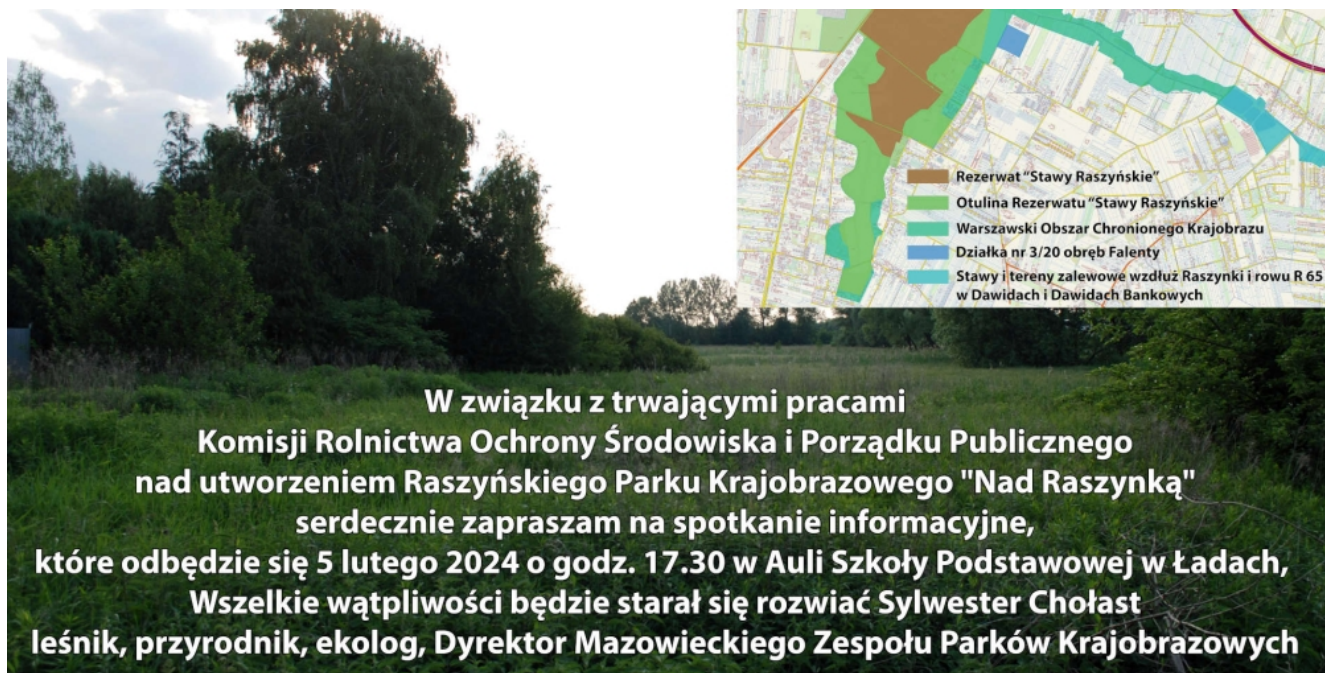 Rezerwat "Stawy Raszyńskie"
Otulina Rezerwatu "Stawy Raszyńskie"
Warszawski Obszar Chronionego Krajobrazu
Działka nr 3/20 obręb Falenty
Stawy i tereny zalewowe wzdłuż Raszynki i rowu R 65
w Dawidach i Dawidach Bankowych
W związku z trwającymi pracami
Komisji Rolnictwa Ochrony Środowiska i Porządku Publicznego
nad utworzeniem Raszyńskiego Parku Krajobrazowego "Nad Raszynką"
serdecznie zapraszam na spotkanie informacyjne,
które odbędzie się 5 lutego 2024 o godz. 17.30 w Auli Szkoły Podstawowej w Ładach,
Wszelkie wątpliwości będzie starał się rozwiać Sylwester Chołast
leśnik, przyrodnik, ekolog, Dyrektor Mazowieckiego Zespołu Parków Krajobrazowych